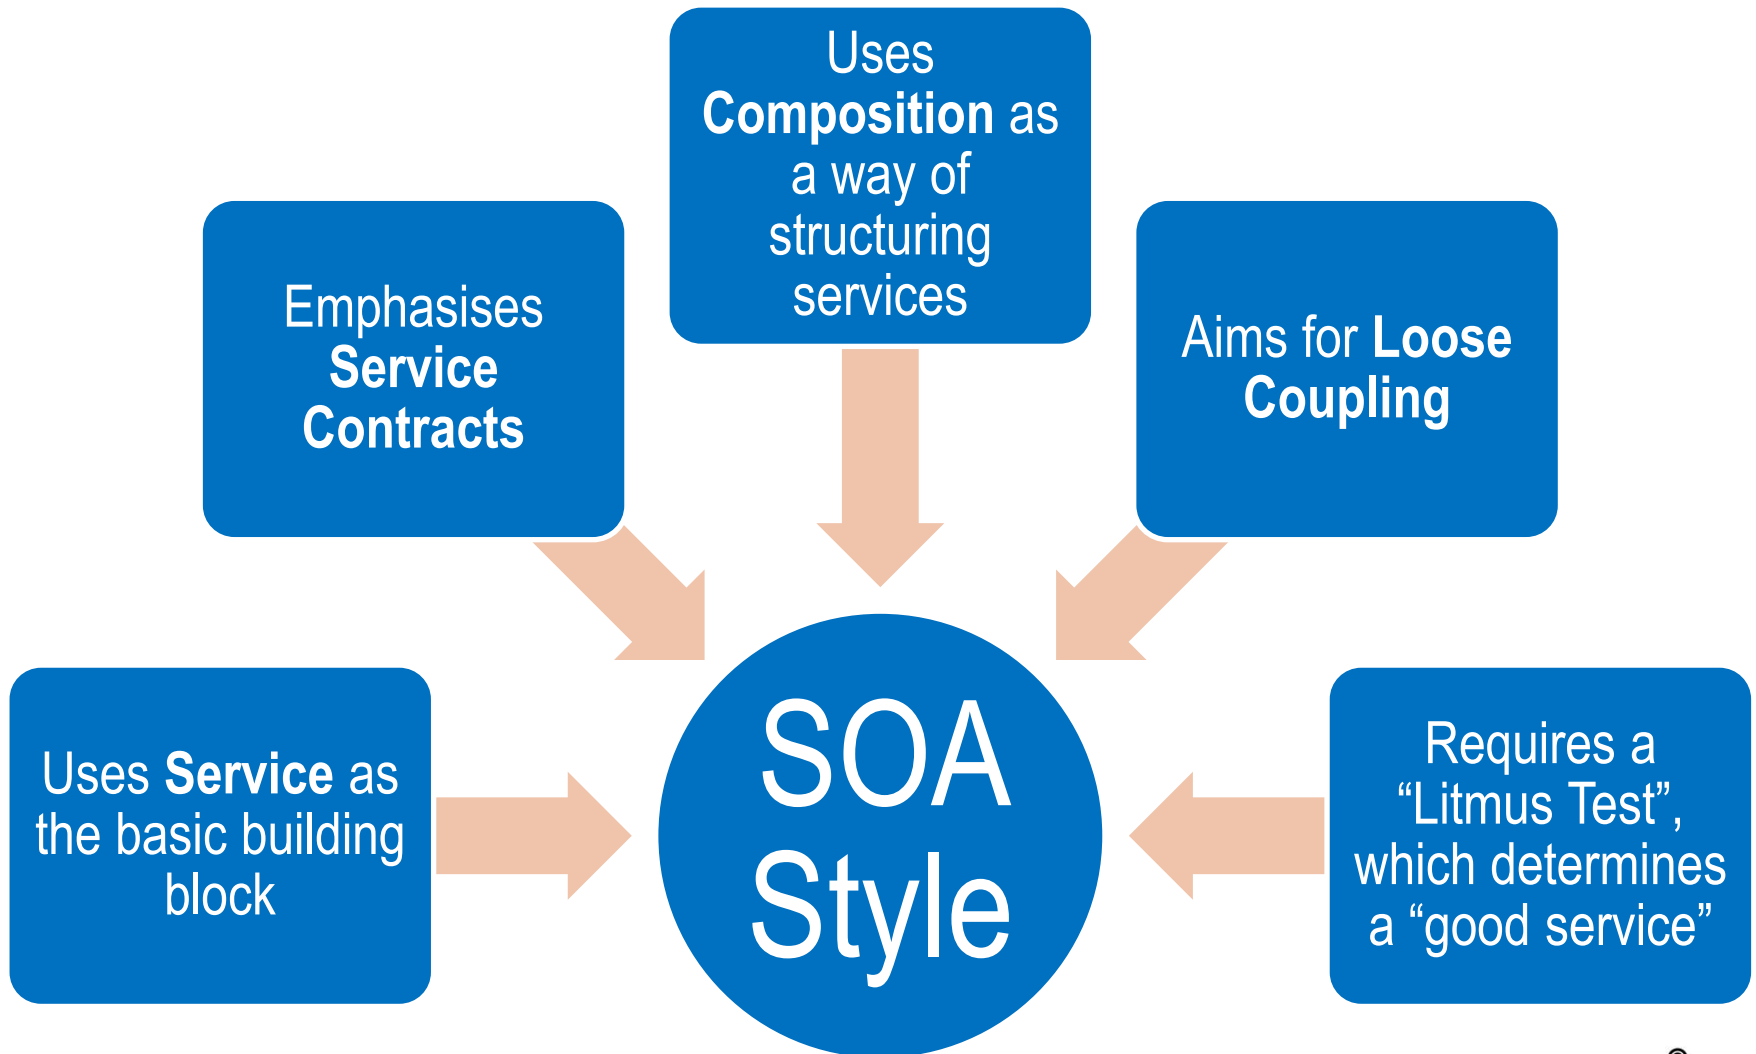 Uses
Composition as
a way of
structuring
services
Emphasises
Service
Contracts
Aims for Loose
Coupling
Uses Service as
the basic building
block
SOA
Style
Requires a
“Litmus Test”,
which determines
a “good service”
®